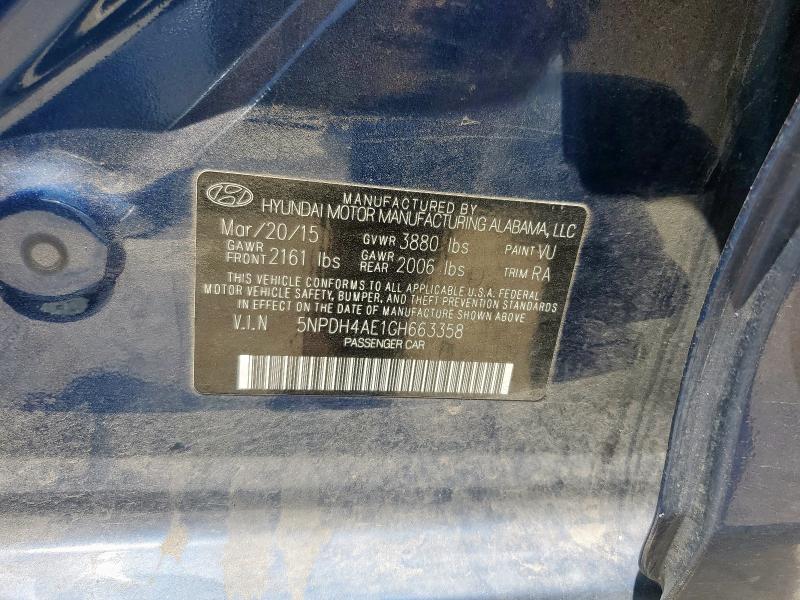 MANUFACTURED BY
HYUNDAI MOTOR MANUFACTURING ALABAMA, LLC
Mar/20/15 GVWR 3880 lbs PAINT VU
GAWR FRONT 2161 lbs GAWR REAR 2006 lbs TRIM RA
THIS VEHICLE CONFORMS TO ALL APPLICABLE U.S.A. FEDERAL
MOTOR VEHICLE SAFETY, BUMPER, AND THEFT PREVENTION STANDARDS
IN EFFECT ON THE DATE OF MANUFACTURE SHOWN ABOVE.
V.I.N 5NPDH4AE1GH663358
PASSENGER CAR